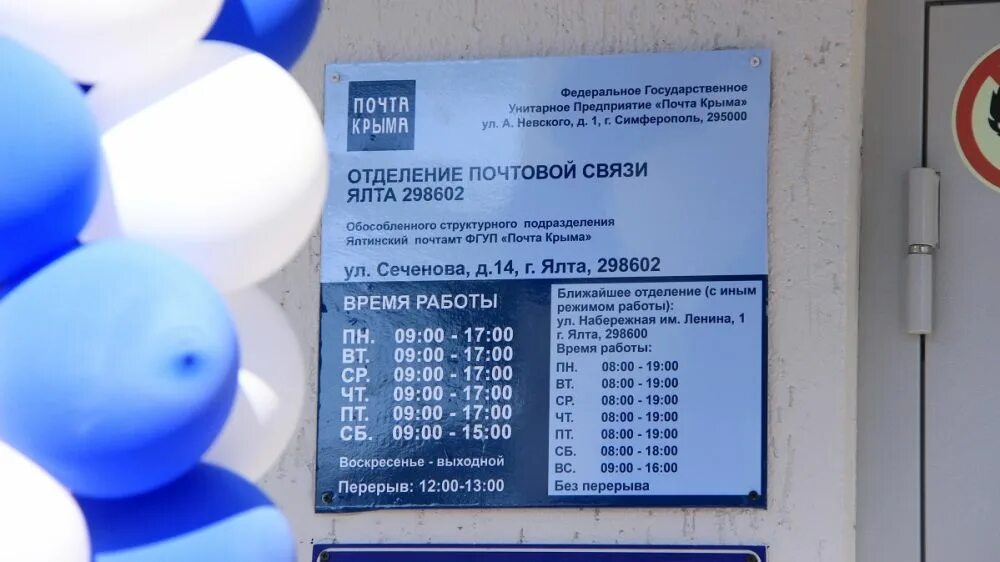 ПОЧТА
КРЫМА
Федеральное Государственное
Унитарное Предприятие «Почта Крыма»
ул. А. Невского, д. 1, г. Симферополь, 295000
ОТДЕЛЕНИЕ ПОЧТОВОЙ СВЯЗИ
ЯЛТА 298602
Обособленного структурного подразделения
Ялтинский почтамт ФГУП «Почта Крыма»
ул. Сеченова, д.14, г. Ялта, 298602
ВРЕМЯ РАБОТЫ
ПН. 09:00 - 17:00
ВТ. 09:00 - 17:00
СР. 09:00 - 17:00
ЧТ. 09:00 - 17:00
ПТ. 09:00 - 17:00
СБ. 09:00 - 15:00
Воскресенье - выходной
Перерыв: 12:00-13:00
Ближайшее отделение (с иным
режимом работы):
ул. Набережная им. Ленина, 1
г. Ялта, 298600
Время работы:
ПН. 08:00 - 19:00
ВТ. 08:00 - 19:00
СР. 08:00 - 19:00
ЧТ. 08:00 - 19:00
ПТ. 08:00 - 19:00
СБ. 08:00 - 18:00
ВС. 09:00 - 16:00
Без перерыва